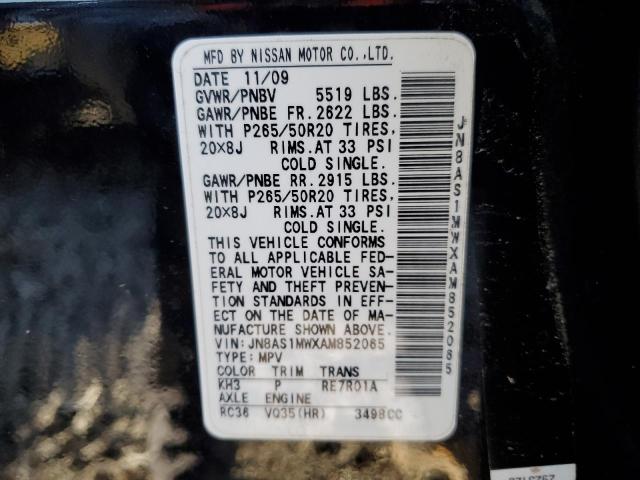 MFD BY NISSAN MOTOR CO.,LTD.
DATE 11/09
GVWR/PNBV 5519 LBS.
GAWR/PNBE FR. 2622 LBS.
WITH P265/50R20 TIRES,
20X8J RIMS.AT 33 PSI
COLD SINGLE.
GAWR/PNBE RR. 2915 LBS.
WITH P265/50R20 TIRES,
20X8J RIMS.AT 33 PSI
COLD SINGLE.
THIS VEHICLE CONFORMS
TO ALL APPLICABLE FED-
ERAL MOTOR VEHICLE SA-
FETY AND THEFT PREVEN-
TION STANDARDS IN EFF-
ECT ON THE DATE OF MA-
NUFACTURE SHOWN ABOVE.
VIN:JN8AS1MWXAM852065
TYPE:MPV
COLOR TRIM TRANS
KH3 P RE7R01A
AXLE ENGINE
RC36 VQ35(HR) 3498CC
JN8AS1MWXAM852065